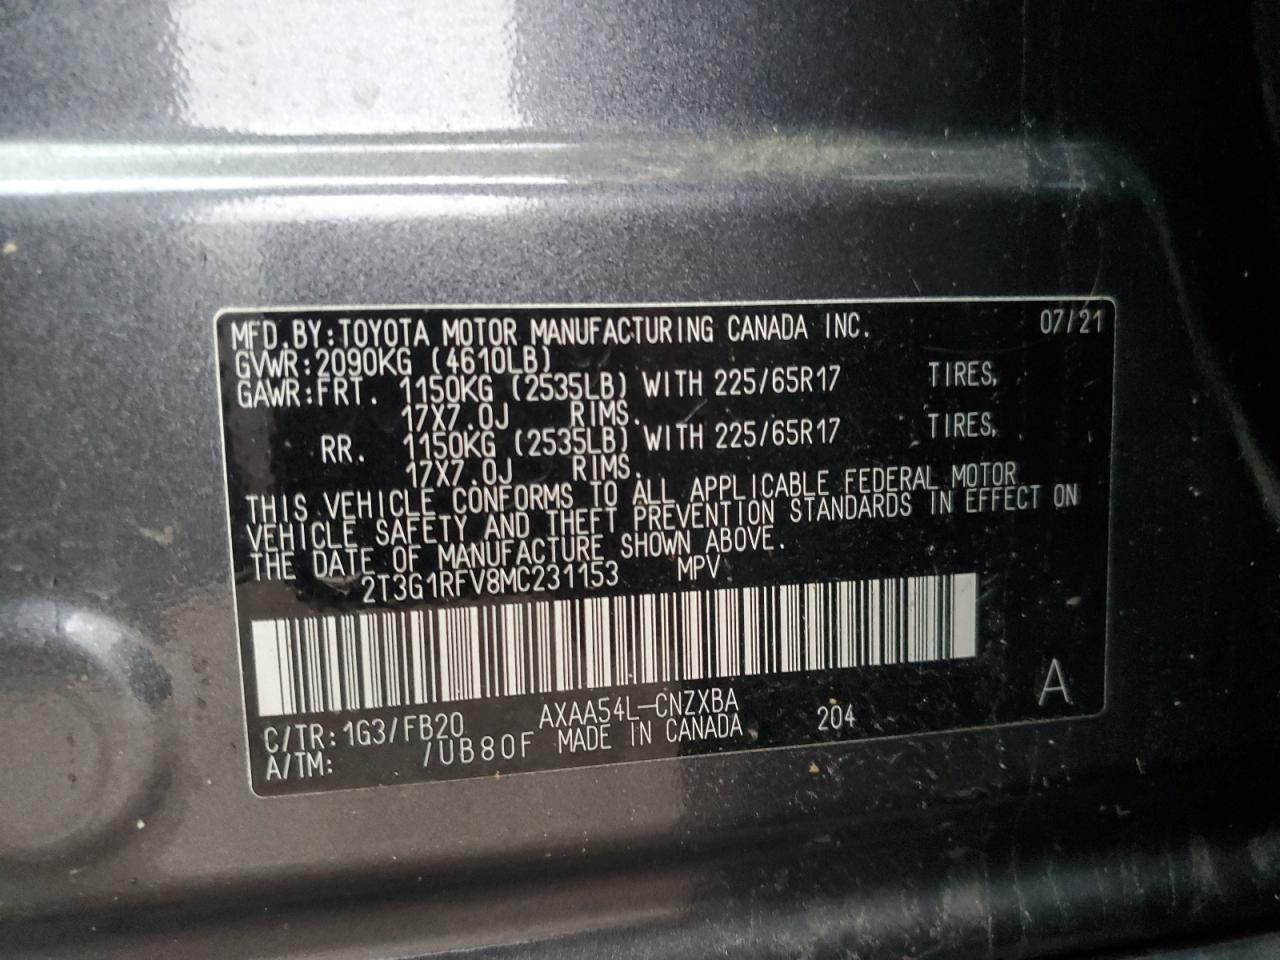 MFD.BY:TOYOTA MOTOR MANUFACTURING CANADA INC. 07/21
GVWR:2090KG (4610LB)
GAWR:FRT. 1150KG (2535LB) WITH 225/65R17 TIRES,
17X7.0J RIMS.
RR. 1150KG (2535LB) WITH 225/65R17 TIRES,
17X7.0J RIMS.
THIS VEHICLE CONFORMS TO ALL APPLICABLE FEDERAL MOTOR
VEHICLE SAFETY AND THEFT PREVENTION STANDARDS IN EFFECT ON
THE DATE OF MANUFACTURE SHOWN ABOVE.
2T3G1RFV8MC231153 MPV
A
C/TR:1G3/FB20 AXAA54L-CNZXBA 204
A/TM: /UB80F MADE IN CANADA